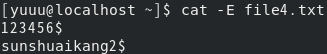 [yuuu@localhost ~]$ cat -E file4.txt
123456$
sunshuaikang2$